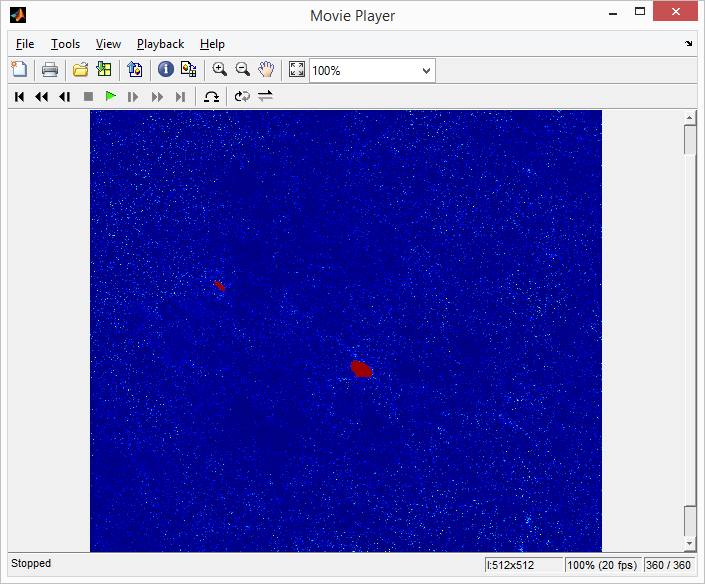 Movie Player
File Tools View Playback Help
100%
Stopped
I:512x512
100% (20 fps)
360 / 360